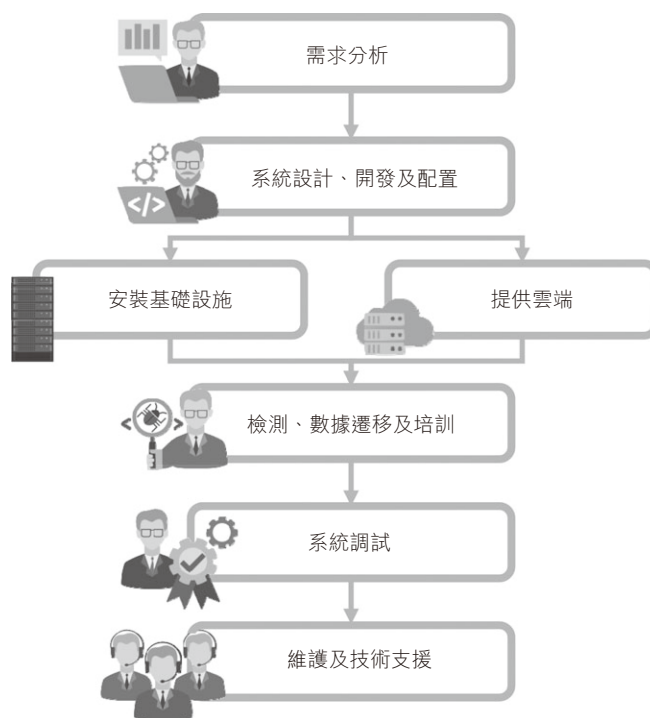 需求分析
系統設計、開發及配置
安裝基礎設施
提供雲端
檢測、數據遷移及培訓
系統調試
維護及技術支援